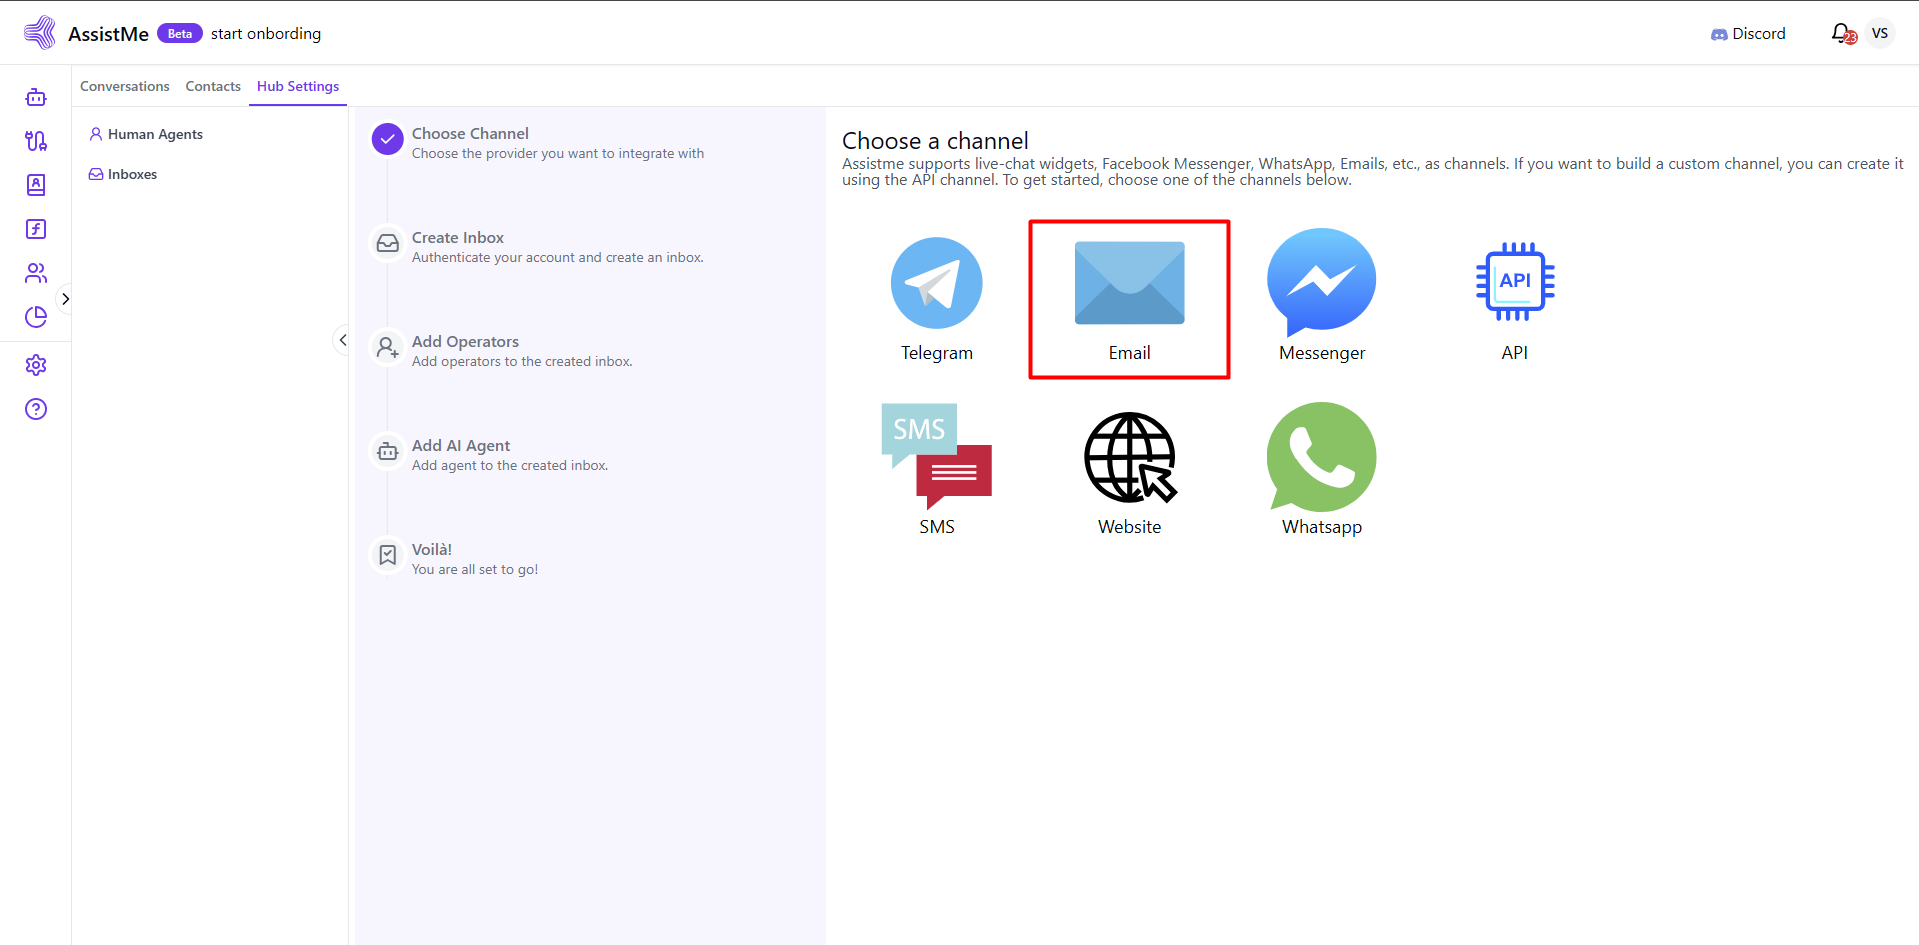 AssistMe Beta start onbording
Discord 23 VS
Conversations Contacts Hub Settings
Human Agents
Inboxes
Choose Channel
Choose the provider you want to integrate with
Create Inbox
Authenticate your account and create an inbox.
Add Operators
Add operators to the created inbox.
Add AI Agent
Add agent to the created inbox.
Voilà!
You are all set to go!
Choose a channel
Assistme supports live-chat widgets, Facebook Messenger, WhatsApp, Emails, etc., as channels. If you want to build a custom channel, you can create it
using the API channel. To get started, choose one of the channels below.
API
Telegram Email Messenger API
SMS
SMS Website Whatsapp